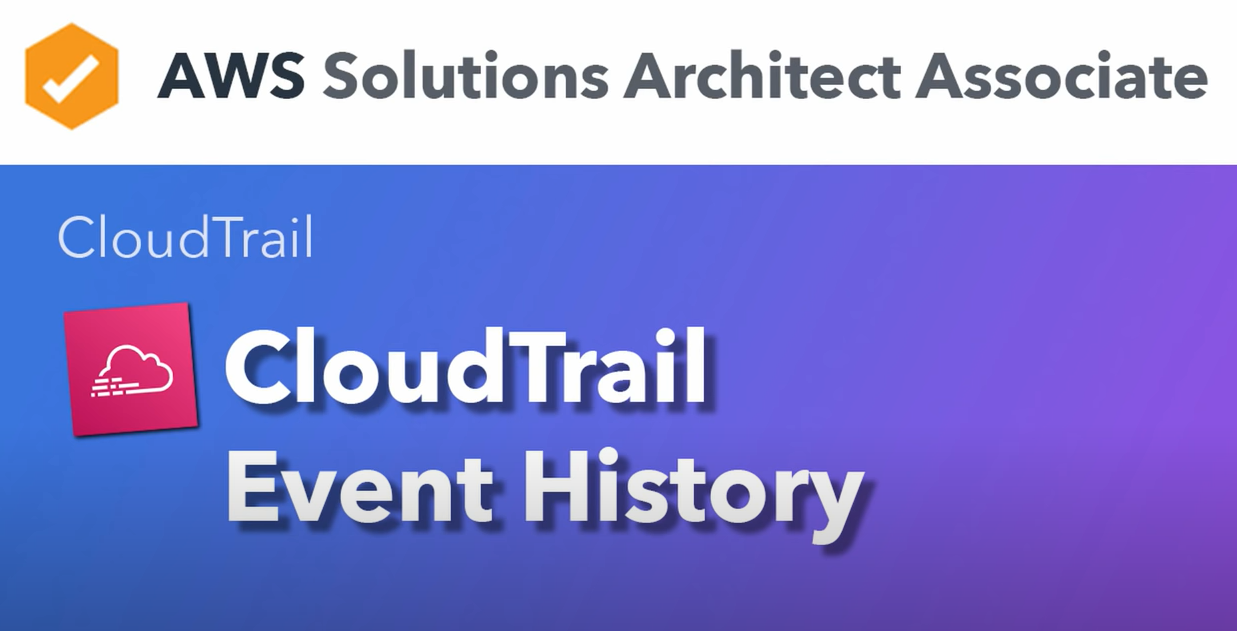 AWS Solutions Architect Associate
CloudTrail
CloudTrail
Event History